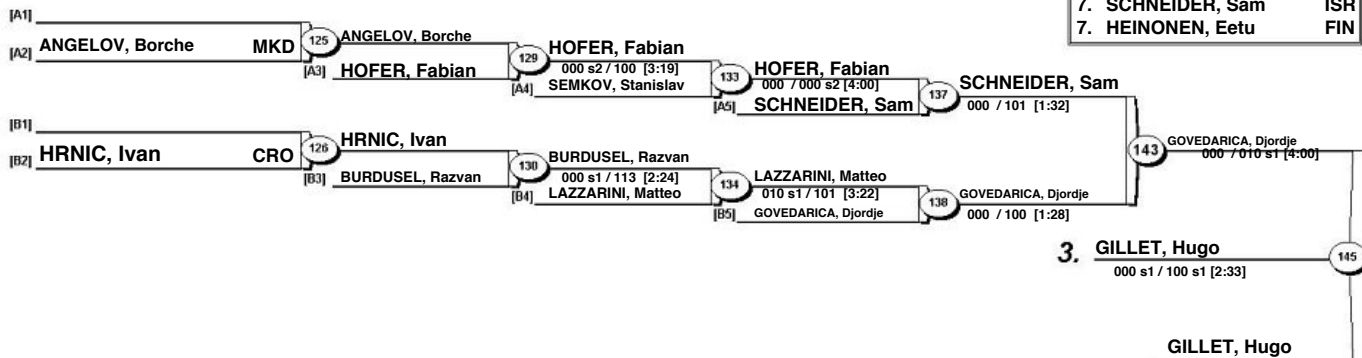 7. SCHNEIDER, Sam ISR
7. HEINONEN, Eetu FIN
[A1]
[A2] ANGELOV, Borche MKD 125 ANGELOV, Borche
[A3] HOFER, Fabian 129 HOFER, Fabian
000 s2 / 100 [3:19]
[A4] SEMKOV, Stanislav 133 HOFER, Fabian
000 / 000 s2 [4:00]
[A5] SCHNEIDER, Sam 137 SCHNEIDER, Sam
000 / 101 [1:32]
[B1]
[B2] HRNIC, Ivan CRO 126 HRNIC, Ivan
[B3] BURDUSEL, Razvan 130 BURDUSEL, Razvan
000 s1 / 113 [2:24]
[B4] LAZZARINI, Matteo 134 LAZZARINI, Matteo
010 s1 / 101 [3:22]
[B5] GOVEDARICA, Djordje 138 GOVEDARICA, Djordje
000 / 100 [1:28]
143 GOVEDARICA, Djordje
000 / 010 s1 [4:00]
3. GILLET, Hugo 145
000 s1 / 100 s1 [2:33]
GILLET, Hugo